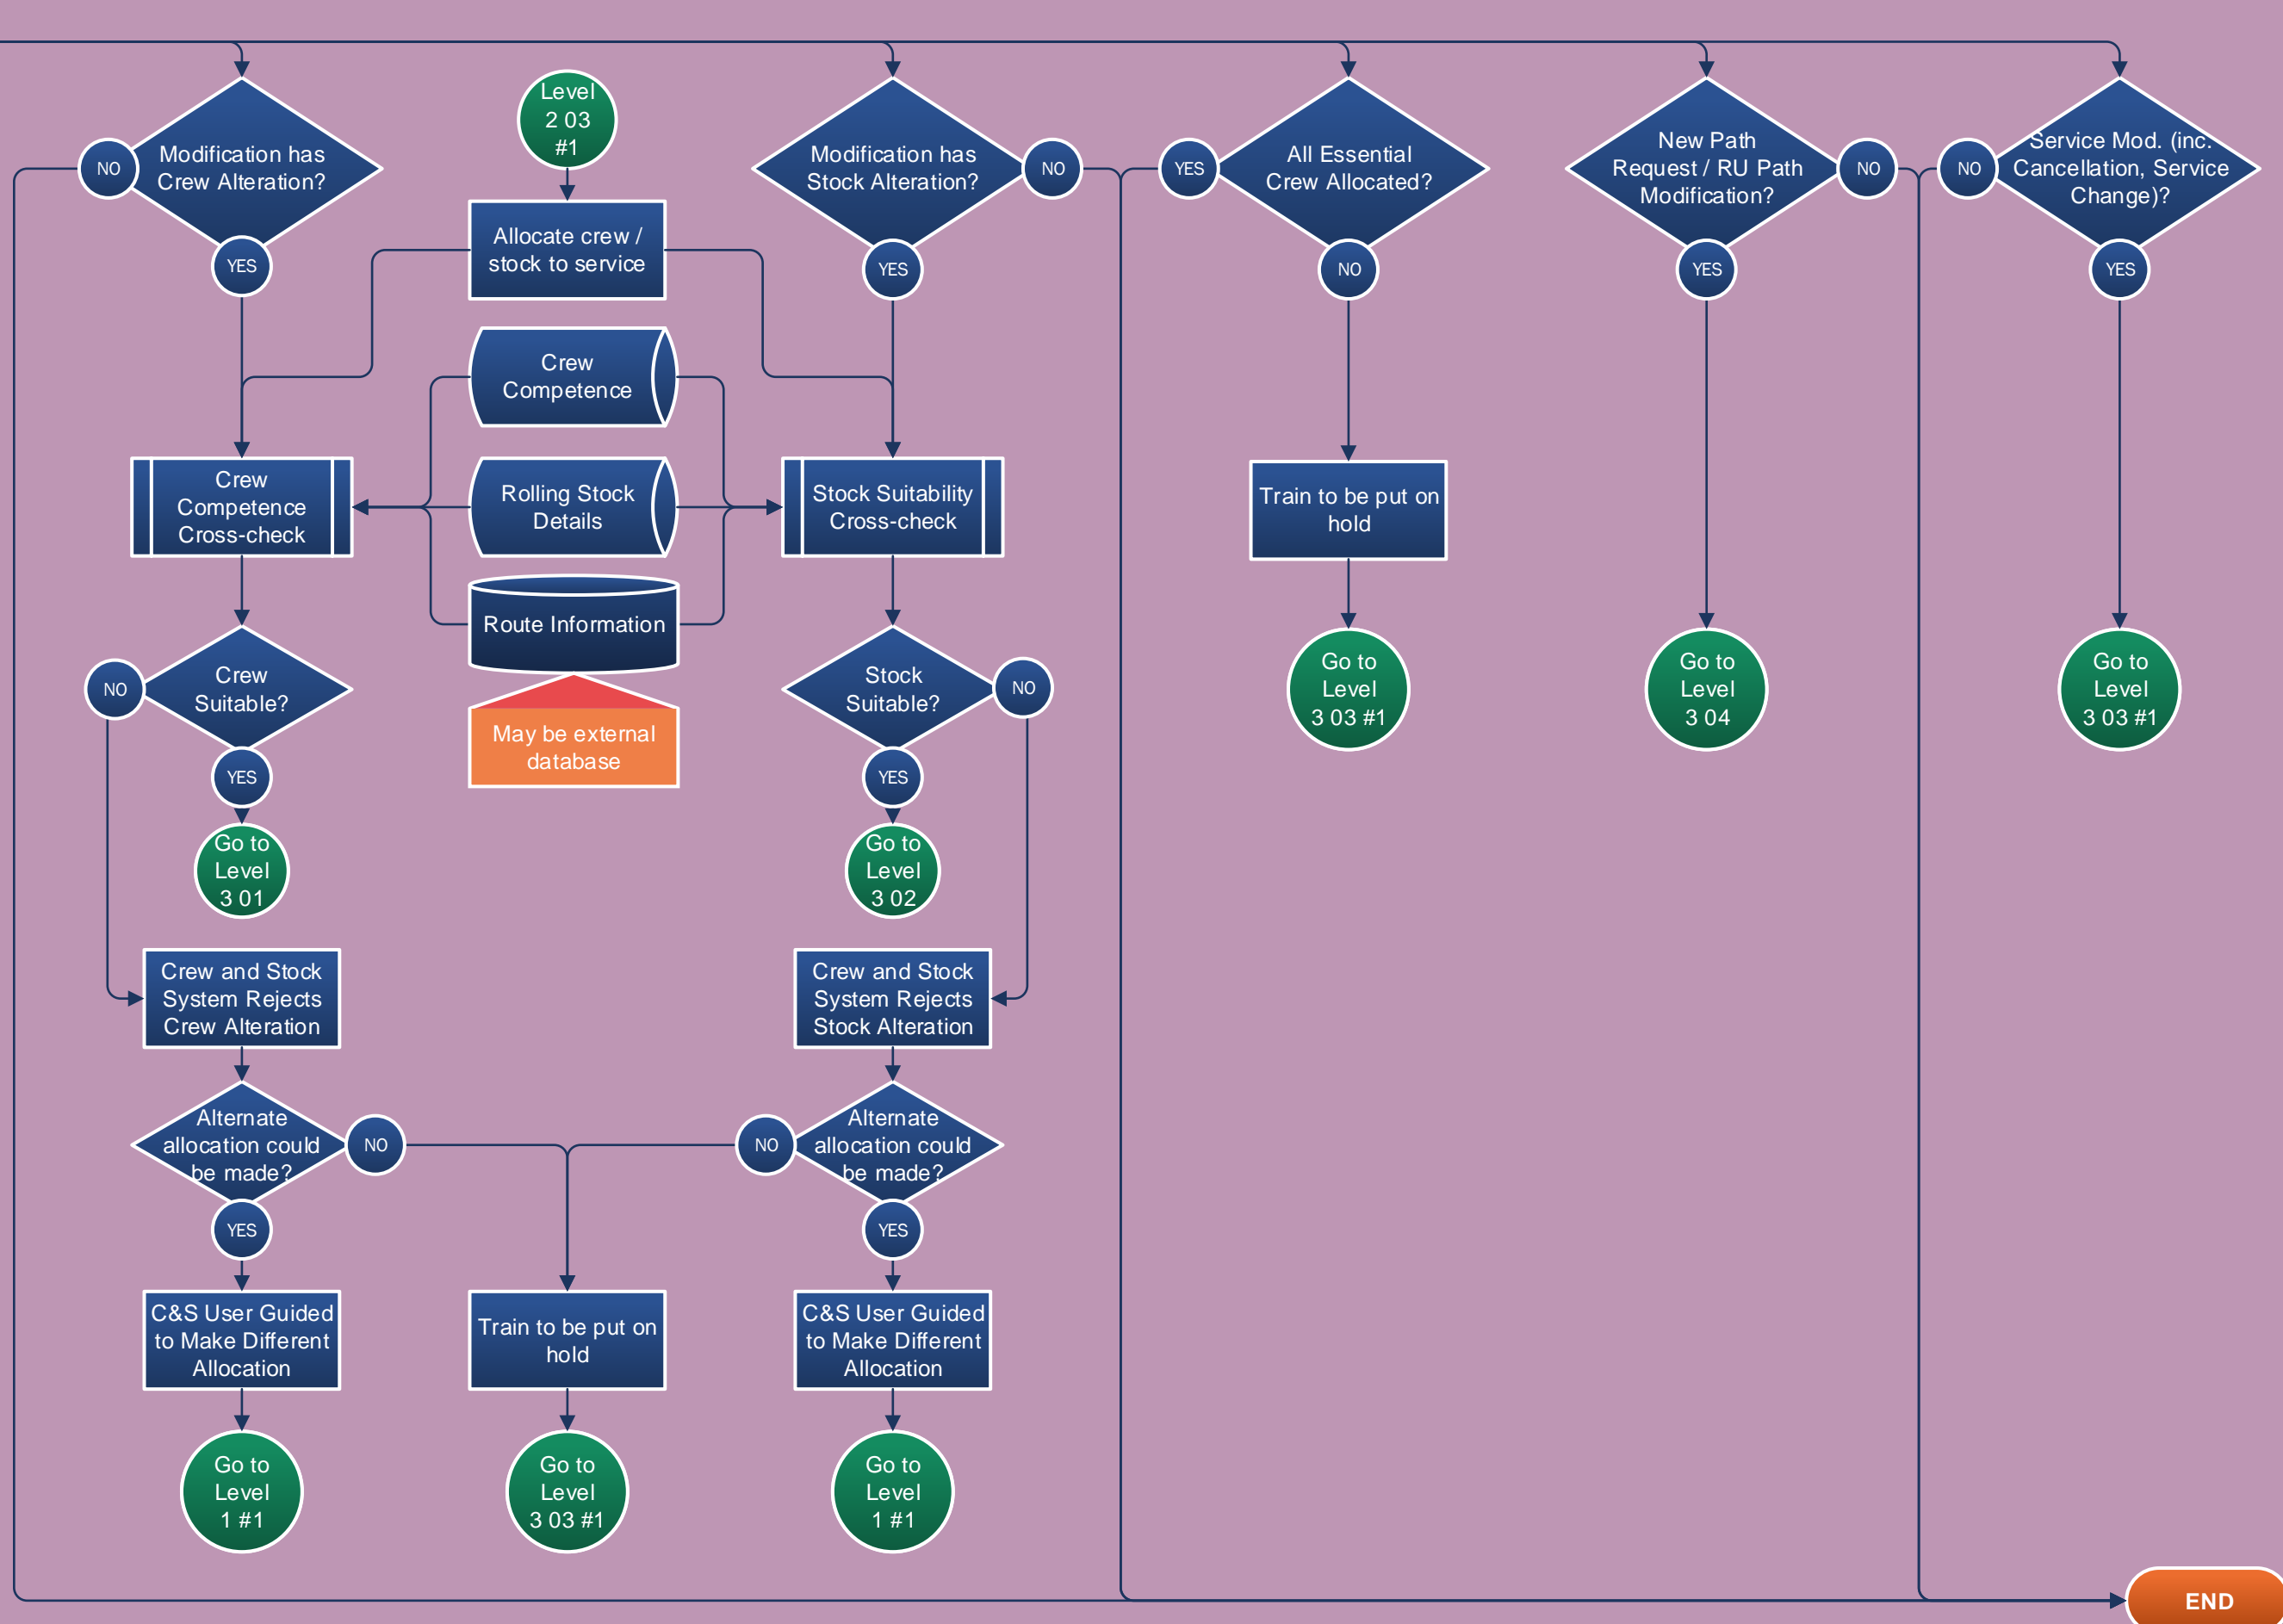 Level
2 03
#1
NO
Modification has
Crew Alteration?
YES
Modification has
Stock Alteration?
NO
YES
YES
All Essential
Crew Allocated?
NO
New Path
Request / RU Path
Modification?
NO
YES
NO
Service Mod. (inc.
Cancellation, Service
Change)?
YES
Allocate crew /
stock to service
Crew
Competence
Crew
Competence
Cross-check
Rolling Stock
Details
Stock Suitability
Cross-check
Train to be put on
hold
Route Information
May be external
database
NO
Crew
Suitable?
YES
Stock
Suitable?
NO
YES
Go to
Level
3 03 #1
Go to
Level
3 04
Go to
Level
3 03 #1
Go to
Level
3 01
Go to
Level
3 02
Crew and Stock
System Rejects
Crew Alteration
Crew and Stock
System Rejects
Stock Alteration
Alternate
allocation could
be made?
NO
YES
NO
Alternate
allocation could
be made?
YES
C&S User Guided
to Make Different
Allocation
Train to be put on
hold
C&S User Guided
to Make Different
Allocation
Go to
Level
1 #1
Go to
Level
3 03 #1
Go to
Level
1 #1
END